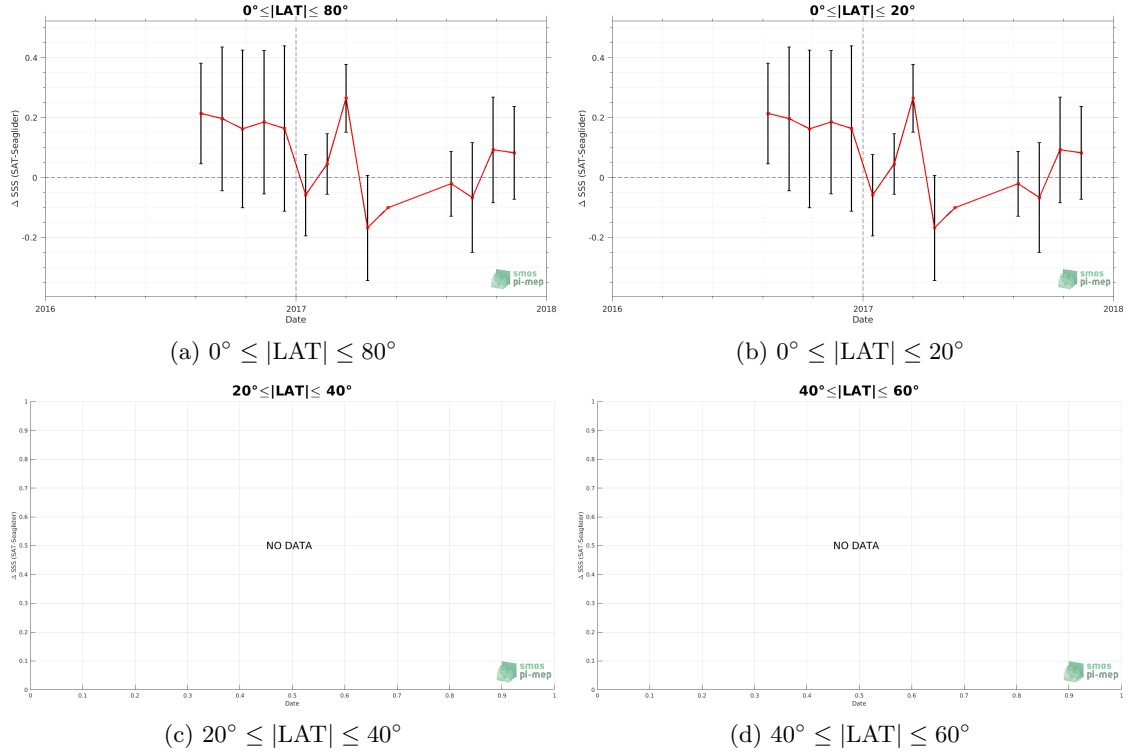 0°≤|LAT|≤ 80°
0.4
0.2
0
-0.2
Δ SSS (SAT-Seaglider)
2016
2017
2018
Date
smos
pi-mep
(a) 0° ≤ |LAT| ≤ 80°
0°≤|LAT|≤ 20°
0.4
0.2
0
-0.2
Δ SSS (SAT-Seaglider)
2016
2017
2018
Date
smos
pi-mep
(b) 0° ≤ |LAT| ≤ 20°
20°≤|LAT|≤ 40°
1
0.9
0.8
0.7
0.6
0.5
0.4
0.3
0.2
0.1
0
Δ SSS (SAT-Seaglider)
NO DATA
0 0.1 0.2 0.3 0.4 0.5 0.6 0.7 0.8 0.9 1
Date
smos
pi-mep
(c) 20° ≤ |LAT| ≤ 40°
40°≤|LAT|≤ 60°
1
0.9
0.8
0.7
0.6
0.5
0.4
0.3
0.2
0.1
0
Δ SSS (SAT-Seaglider)
NO DATA
0 0.1 0.2 0.3 0.4 0.5 0.6 0.7 0.8 0.9 1
Date
smos
pi-mep
(d) 40° ≤ |LAT| ≤ 60°